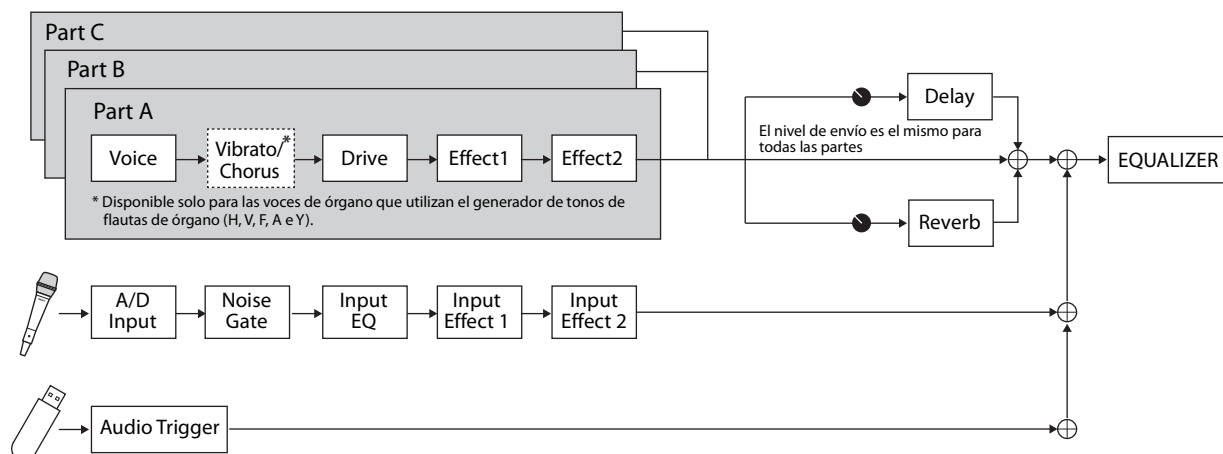 Part C
Part B
Part A
Voice
Vibrato/*
Chorus
Drive
Effect1
Effect2
* Disponible solo para las voces de órgano que utilizan el generador de tonos de
flautas de órgano (H, V, F, A e Y).
Delay
El nivel de envío es el mismo para
todas las partes
Reverb
EQUALIZER
A/D
Input
Noise
Gate
Input
EQ
Input
Effect 1
Input
Effect 2
Audio Trigger